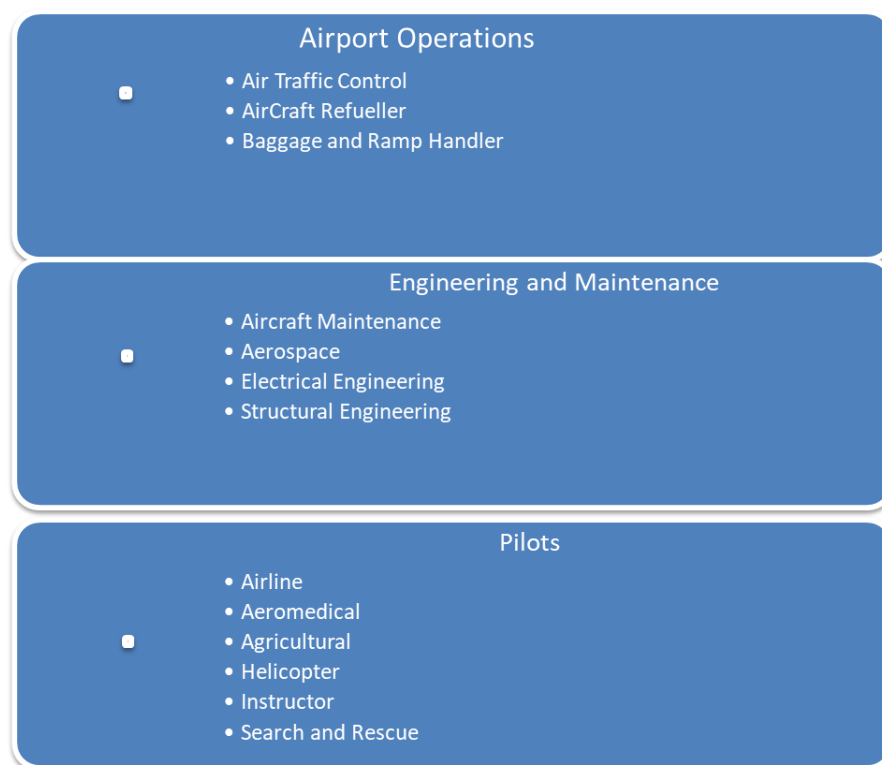 Airport Operations
• Air Traffic Control
• AirCraft Refueller
• Baggage and Ramp Handler
Engineering and Maintenance
• Aircraft Maintenance
• Aerospace
• Electrical Engineering
• Structural Engineering
Pilots
• Airline
• Aeromedical
• Agricultural
• Helicopter
• Instructor
• Search and Rescue